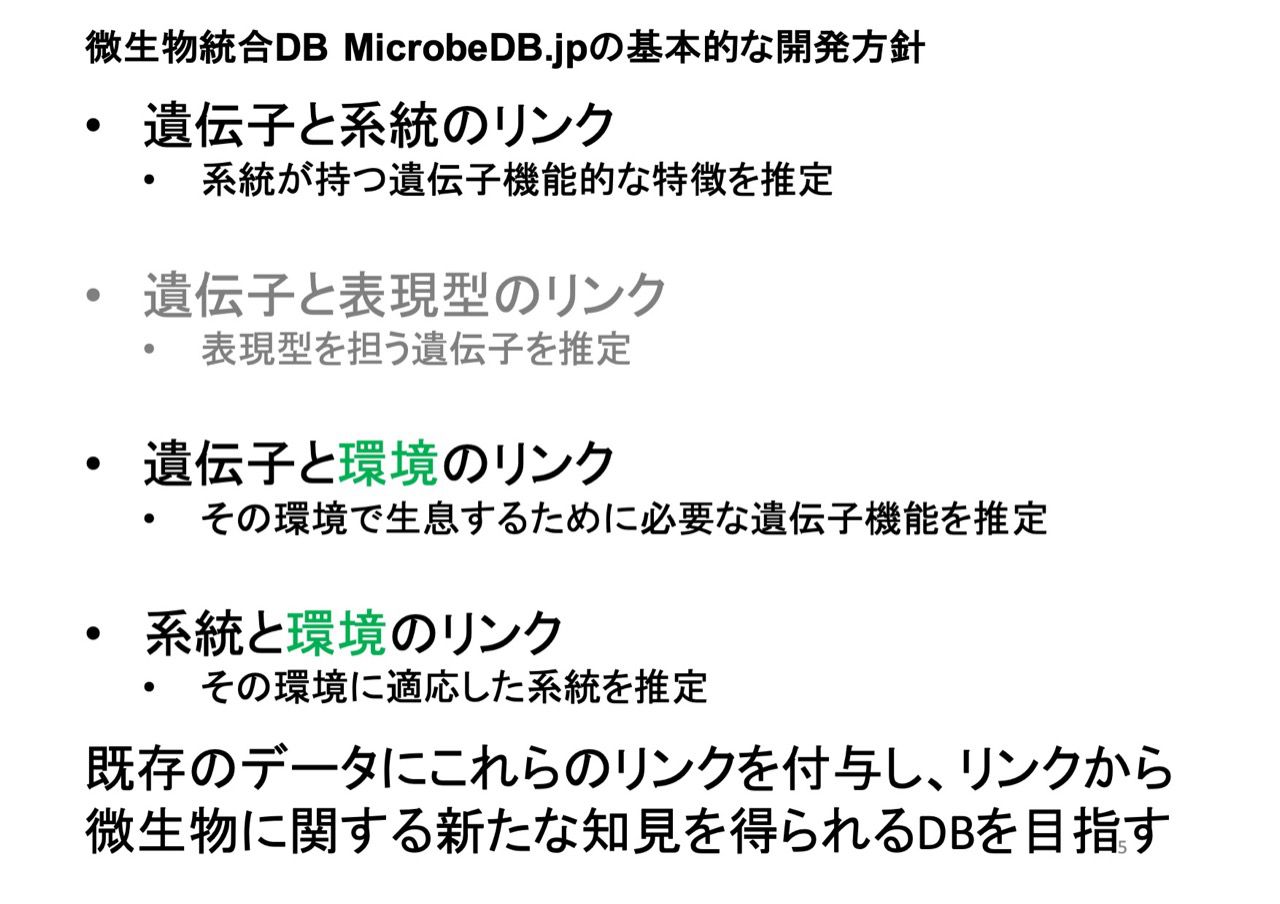 微生物統合DB MicrobeDB.jpの基本的な開発方針
• 遺伝子と系統のリンク
• 系統が持つ遺伝子機能的な特徴を推定
• 遺伝子と表現型のリンク
• 表現型を担う遺伝子を推定
• 遺伝子と環境のリンク
• その環境で生息するために必要な遺伝子機能を推定
• 系統と環境のリンク
• その環境に適応した系統を推定
既存のデータにこれらのリンクを付与し、リンクから
微生物に関する新たな知見を得られるDBを目指す
5